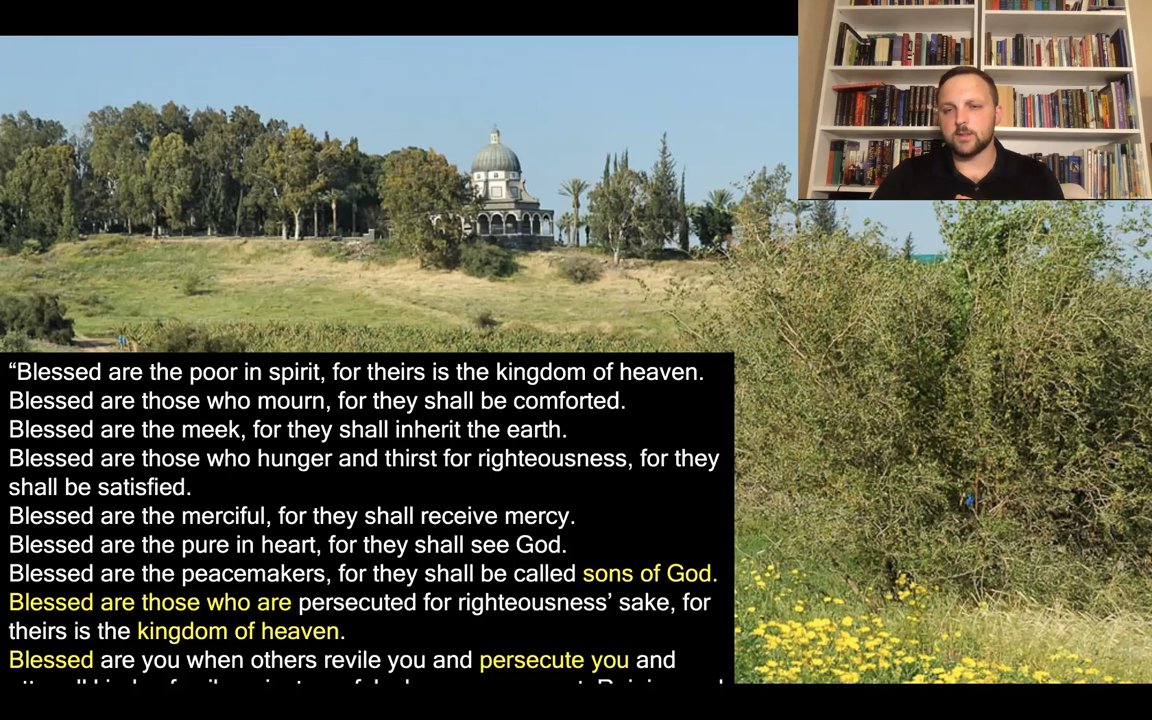 “Blessed are the poor in spirit, for theirs is the kingdom of heaven.
Blessed are those who mourn, for they shall be comforted.
Blessed are the meek, for they shall inherit the earth.
Blessed are those who hunger and thirst for righteousness, for they
shall be satisfied.
Blessed are the merciful, for they shall receive mercy.
Blessed are the pure in heart, for they shall see God.
Blessed are the peacemakers, for they shall be called sons of God.
Blessed are those who are persecuted for righteousness’ sake, for
theirs is the kingdom of heaven.
Blessed are you when others revile you and persecute you and